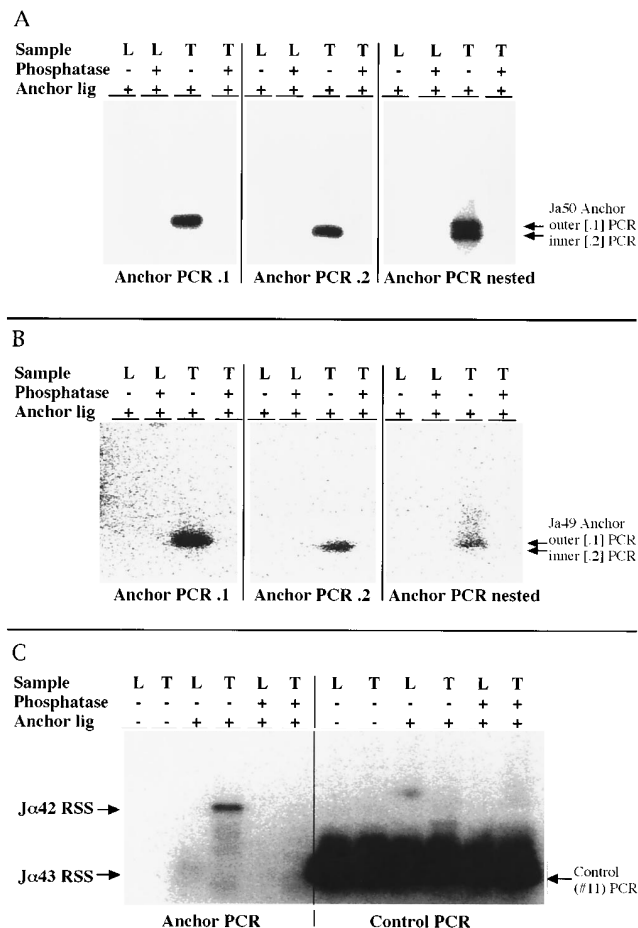 A
Sample L L T T L L T T L L T T
Phosphatase - + - + - + - + - + - +
Anchor lig + + + + + + + + + + + +
Ja50 Anchor
outer [.1] PCR
inner [.2] PCR
Anchor PCR .1 Anchor PCR .2 Anchor PCR nested
B
Sample L L T T L L T T L L T T
Phosphatase - + - + - + - + - + - +
Anchor lig + + + + + + + + + + + +
Ja49 Anchor
outer [.1] PCR
inner [.2] PCR
Anchor PCR .1 Anchor PCR .2 Anchor PCR nested
C
Sample L T L T L T L T L T L T
Phosphatase - - - - + + - - - - + +
Anchor lig - - + + + + - - + + + +
Jα42 RSS
Jα43 RSS
Control
(#11) PCR
Anchor PCR Control PCR